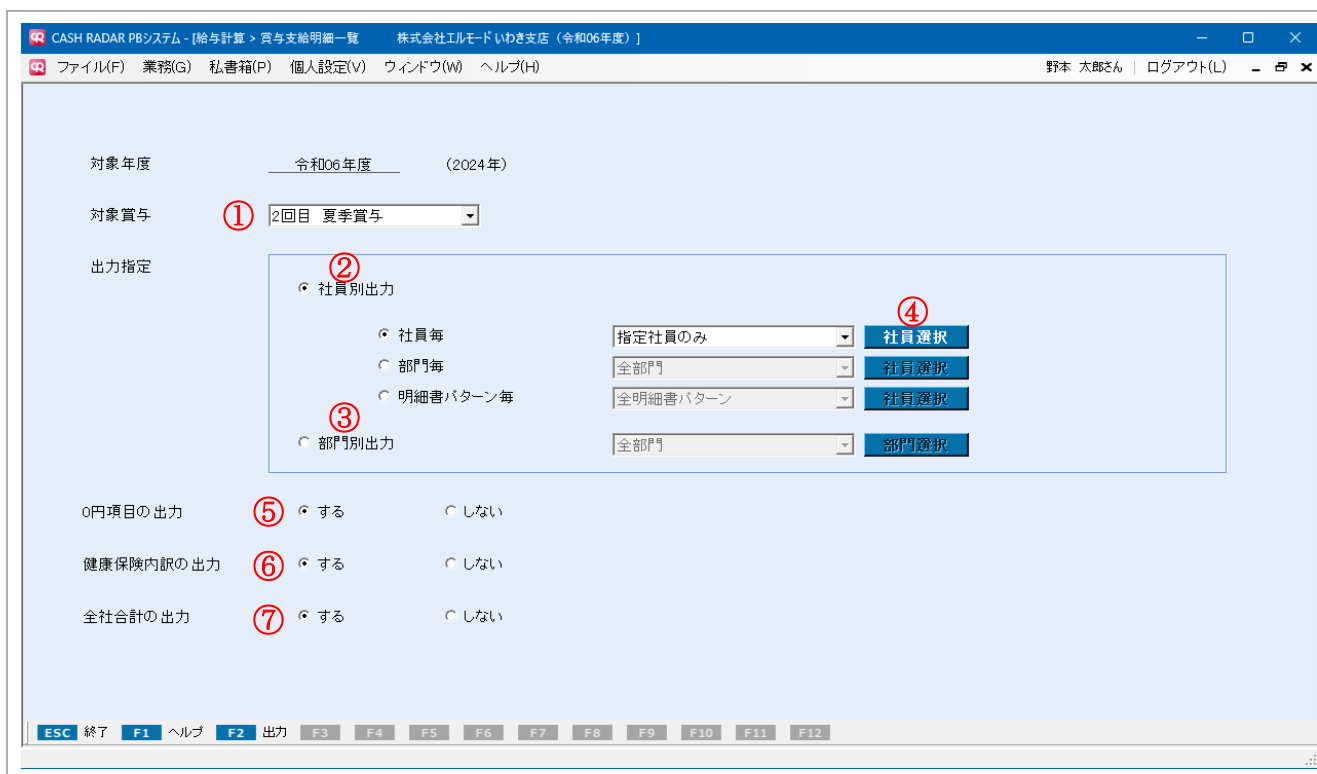 CASH RADAR PBシステム - [給与計算 > 賞与支給明細一覧 株式会社エルモード いわき支店（令和06年度）]
ファイル(F) 業務(G) 私書箱(P) 個人設定(V) ウィンドウ(W) ヘルプ(H) 野本 太郎さん | ログアウト(L)
対象年度 令和06年度 （2024年）
対象賞与 ① 2回目 夏季賞与
出力指定 ②
社員別出力
④
社員毎 指定社員のみ 社員選択
部門毎 全部門 社員選択
明細書パターン毎 全明細書パターン 社員選択
③
部門別出力 全部門 部門選択
0円項目の出力 ⑤ する しない
健康保険内訳の出力 ⑥ する しない
全社合計の出力 ⑦ する しない
ESC 終了 F1 ヘルプ F2 出力 F3 F4 F5 F6 F7 F8 F9 F10 F11 F12